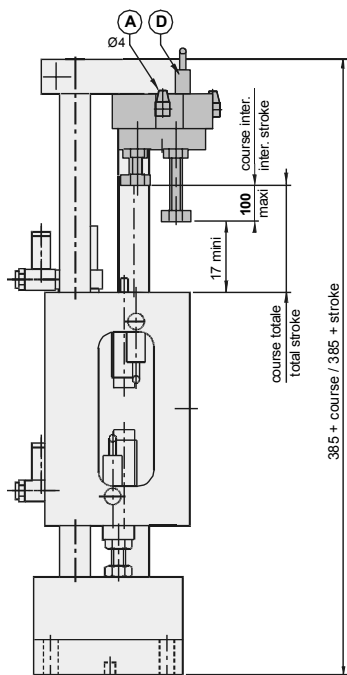 A D
Ø4
course inter.
inter. stroke
100
maxi
17 mini
course totale
total stroke
385 + course / 385 + stroke